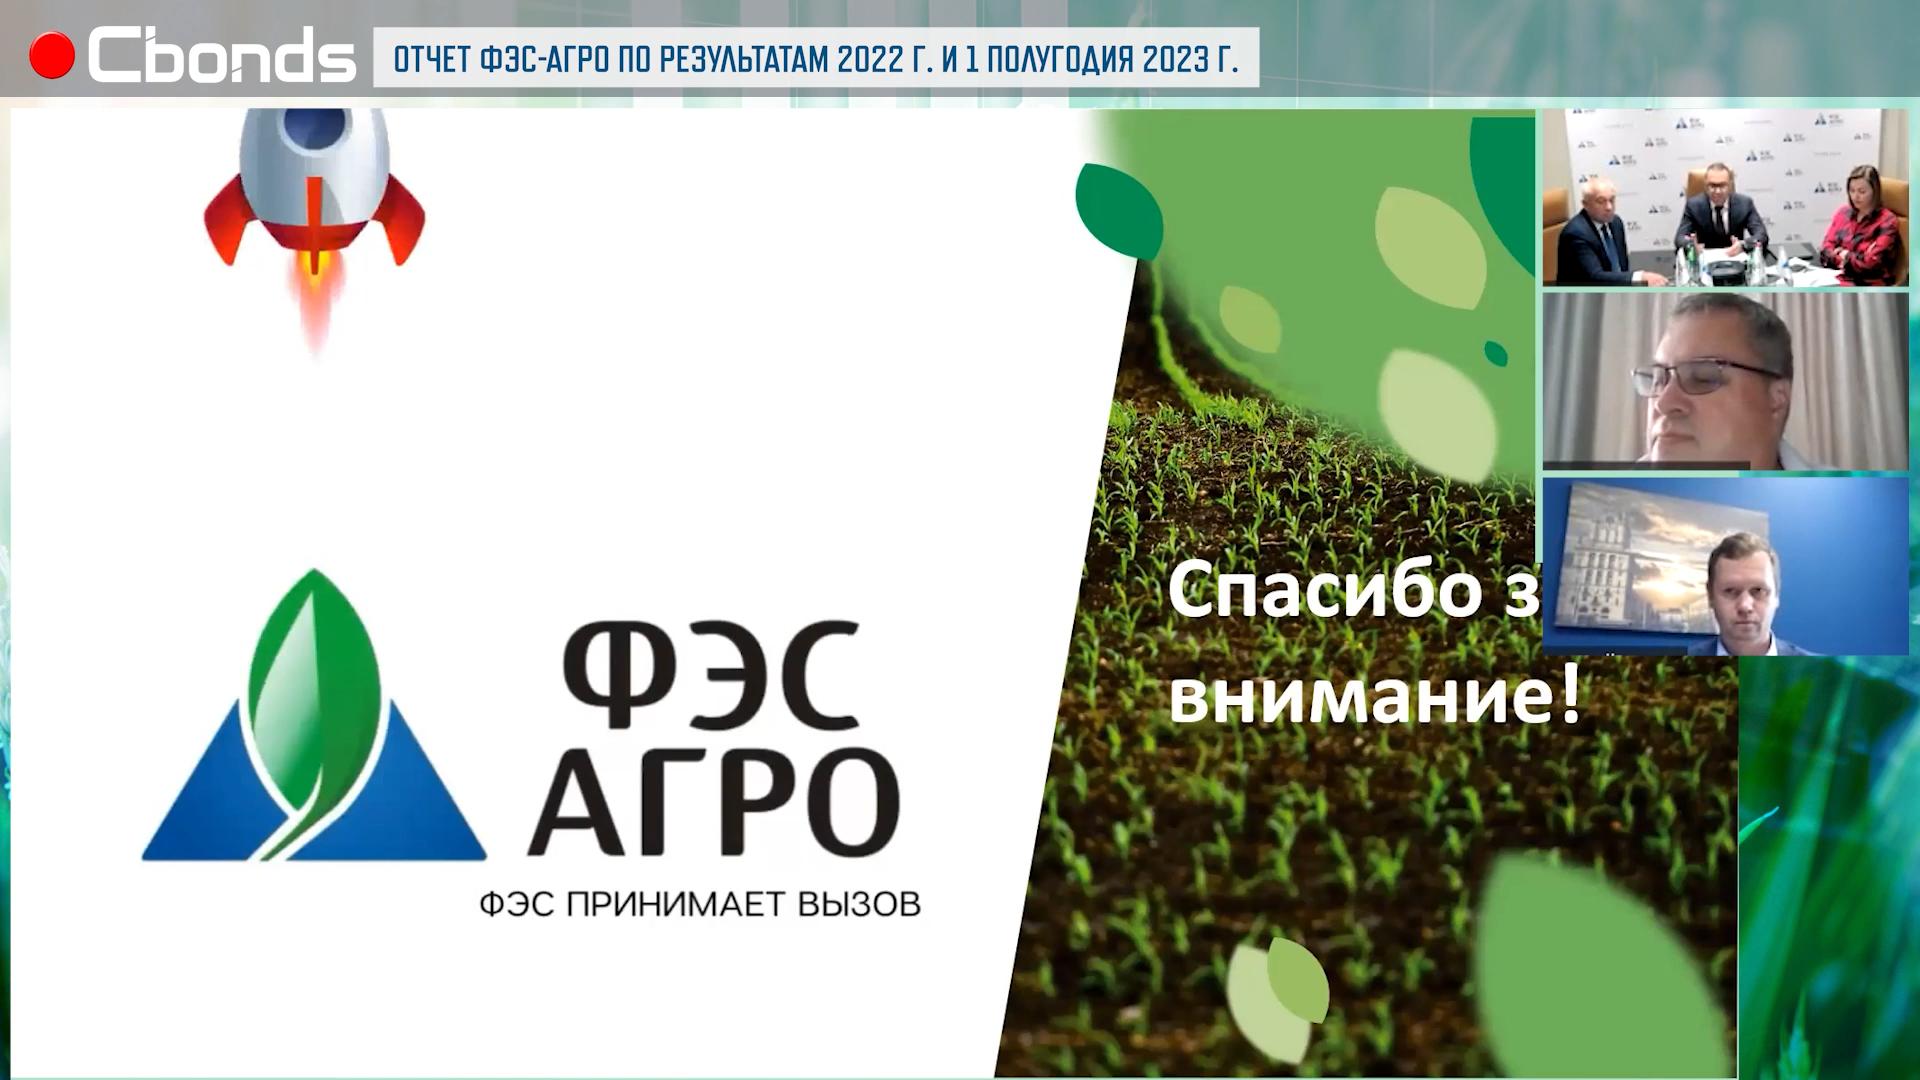 Cbonds
ОТЧЕТ ФЭС-АГРО ПО РЕЗУЛЬТАТАМ 2022 Г. И 1 ПОЛУГОДИЯ 2023 Г.
Спасибо з
внимание!
ФЭС
АГРО
ФЭС ПРИНИМАЕТ ВЫЗОВ